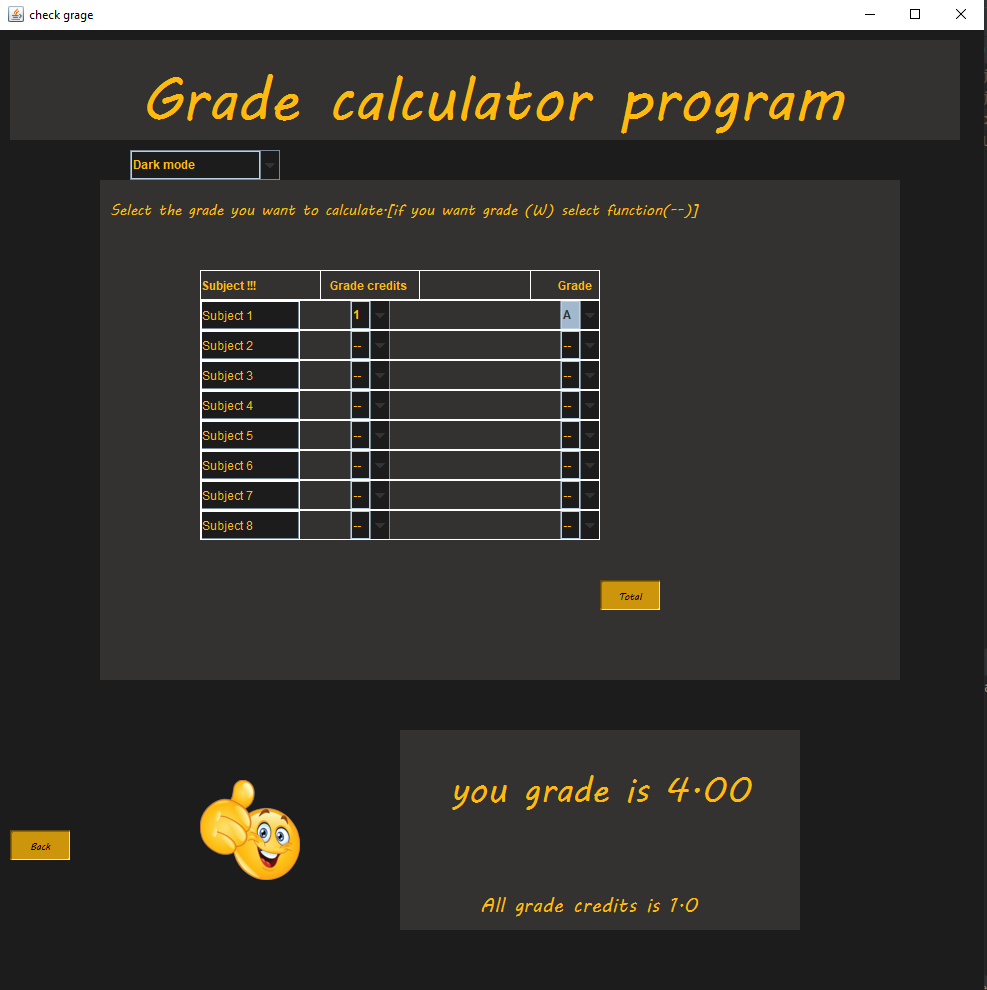 check grage
Grade calculator program
Dark mode
Select the grade you want to calculate.[if you want grade (W) select function(--)]
Subject !!! Grade credits Grade
Subject 1 1 A
Subject 2 -- --
Subject 3 -- --
Subject 4 -- --
Subject 5 -- --
Subject 6 -- --
Subject 7 -- --
Subject 8 -- --
Total
you grade is 4.00
Back
All grade credits is 1.0